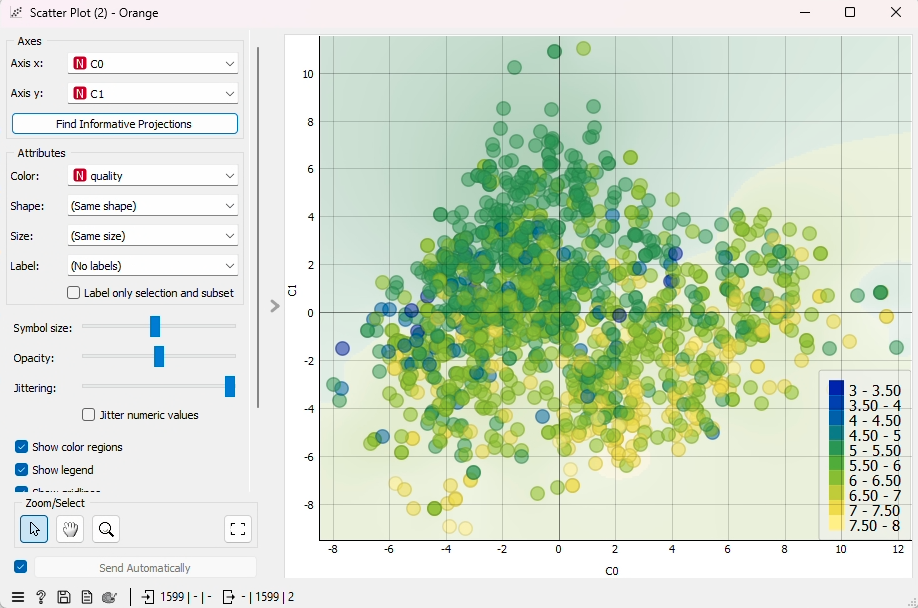 Scatter Plot (2) - Orange
Axes
Axis x: N C0
Axis y: N C1
Find Informative Projections
Attributes
Color: N quality
Shape: (Same shape)
Size: (Same size)
Label: (No labels)
Label only selection and subset
Symbol size:
Opacity:
Jittering:
Jitter numeric values
Show color regions
Show legend
Show gridlines
Zoom/Select
Send Automatically
? 1599 | - | - - | 1599 | 2
C1
10
8
6
4
2
0
-2
-4
-6
-8
-8 -6 -4 -2 0 2 4 6 8 10 12
C0
3 - 3.50
3.50 - 4
4 - 4.50
4.50 - 5
5 - 5.50
5.50 - 6
6 - 6.50
6.50 - 7
7 - 7.50
7.50 - 8